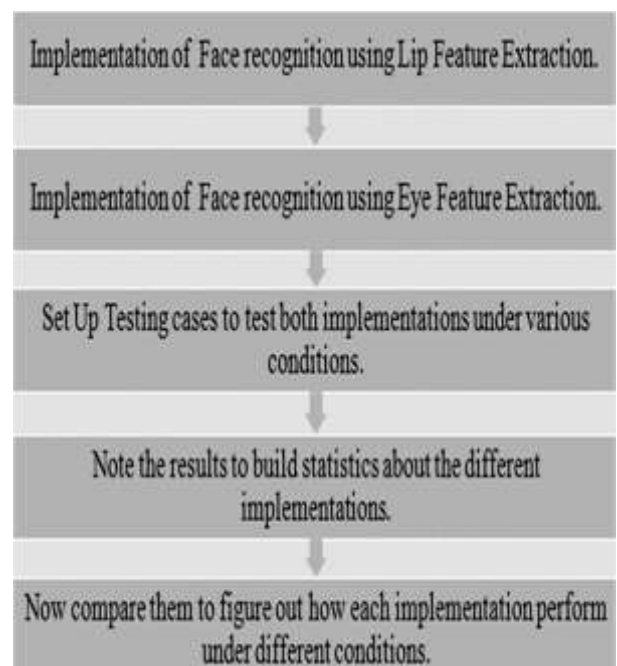 Implementation of Face recognition using Lip Feature Extraction.
Implementation of Face recognition using Eye Feature Extraction.
Set Up Testing cases to test both implementations under various
conditions.
Note the results to build statistics about the different
implementations.
Now compare them to figure out how each implementation perform
under different conditions.